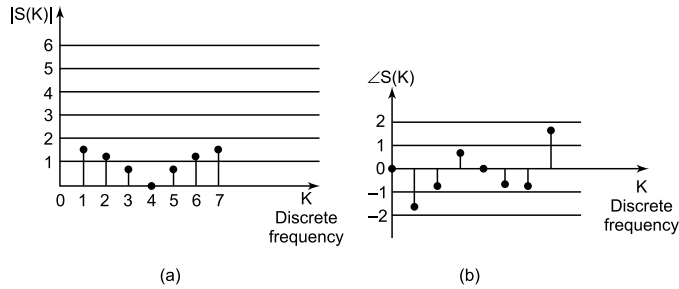 |S(K)|
6
5
4
3
2
1
0 1 2 3 4 5 6 7
K
Discrete
frequency
(a)
∠S(K)
2
1
0
–1
–2
K
Discrete
frequency
(b)